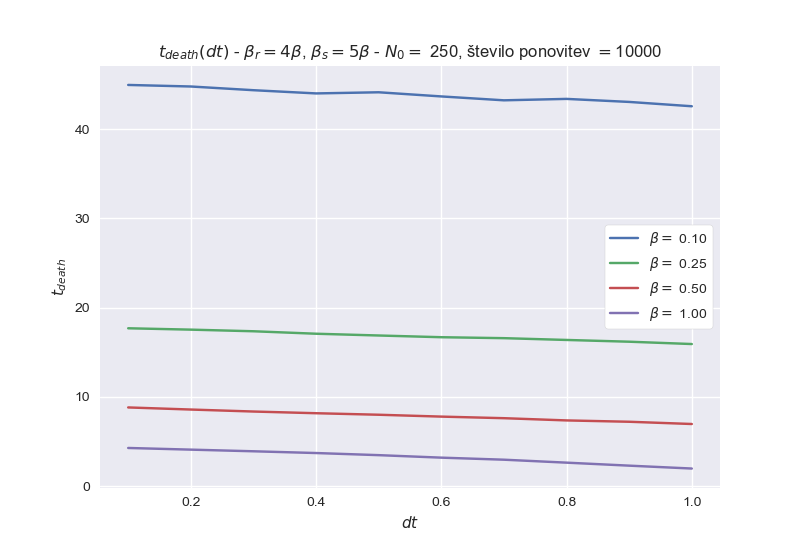 t_death(dt) - β_r = 4β, β_s = 5β - N_0 = 250, število ponovitev = 10000
t_death
40
30
20
10
0
β = 0.10
β = 0.25
β = 0.50
β = 1.00
0.2 0.4 0.6 0.8 1.0
dt